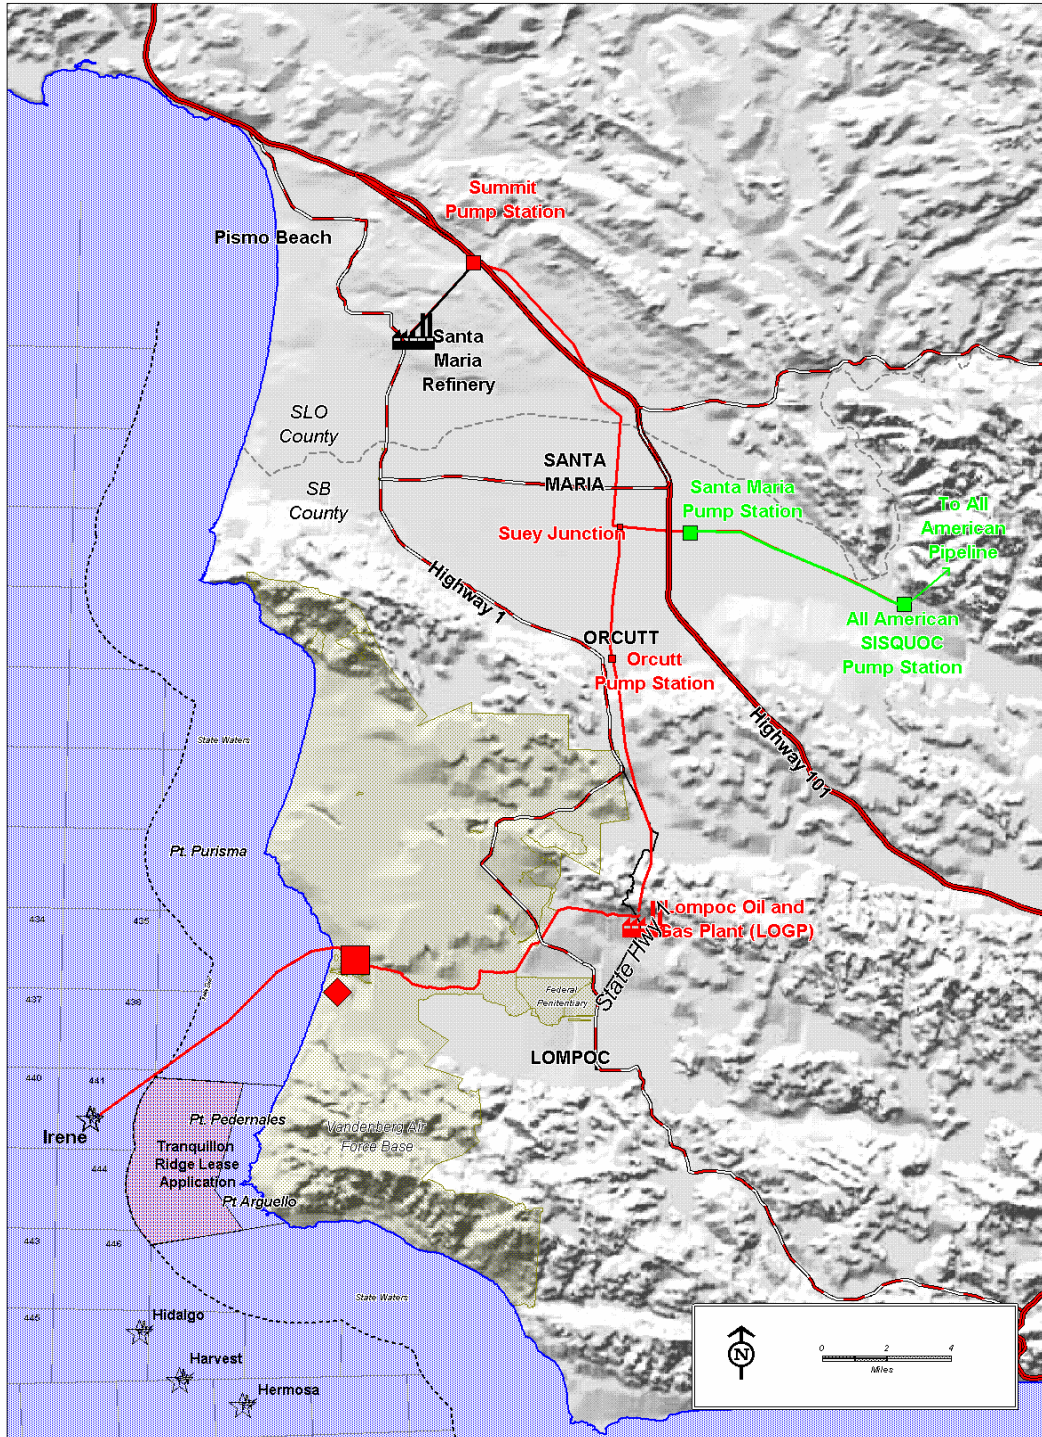 Summit
Pump Station
Pismo Beach
Santa
Maria
Refinery
SLO
County
SANTA
MARIA
SB
County
Santa Maria
Pump Station
To All
American
Pipeline
Suey Junction
Highway 1
ORCUTT
Orcutt
Pump Station
All American
SISQUOC
Pump Station
Highway 101
State Waters
Pt. Purisma
434
435
Lompoc Oil and
Gas Plant (LOGP)
State Hwy 1
437
438
Federal
Penitentiary
LOMPOC
440
441
Irene
Pt. Pedernales
Vandenberg Air
Force Base
Tranquillon
Ridge Lease
Application
444
Pt Arguello
443
446
State Waters
445
Hidalgo
Harvest
Hermosa
N
0 2 4
Miles